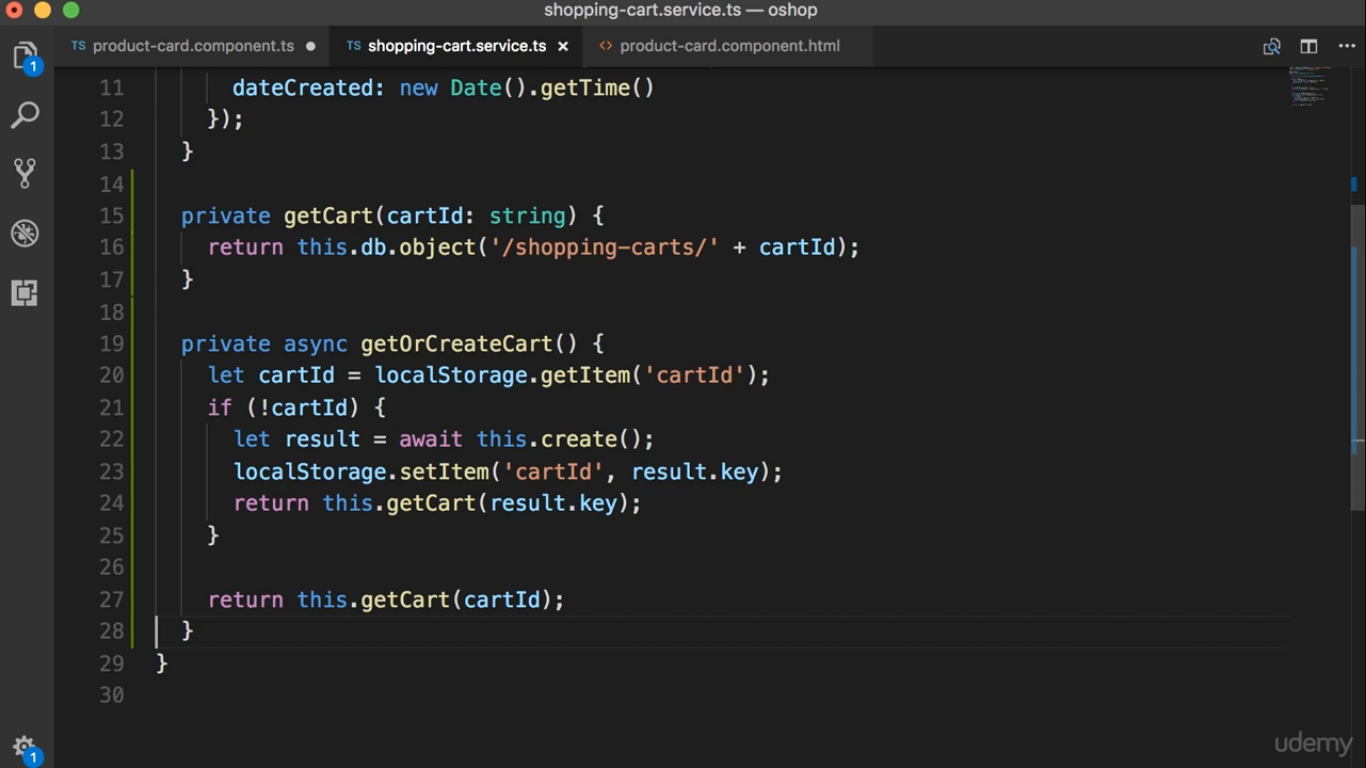 shopping-cart.service.ts — oshop
TS product-card.component.ts ● TS shopping-cart.service.ts × <> product-card.component.html ···
1
11 dateCreated: new Date().getTime()
12 });
13 }
14
15 private getCart(cartId: string) {
16 return this.db.object('/shopping-carts/' + cartId);
17 }
18
19 private async getOrCreateCart() {
20 let cartId = localStorage.getItem('cartId');
21 if (!cartId) {
22 let result = await this.create();
23 localStorage.setItem('cartId', result.key);
24 return this.getCart(result.key);
25 }
26
27 return this.getCart(cartId);
28 }
29 }
30
1
udemy